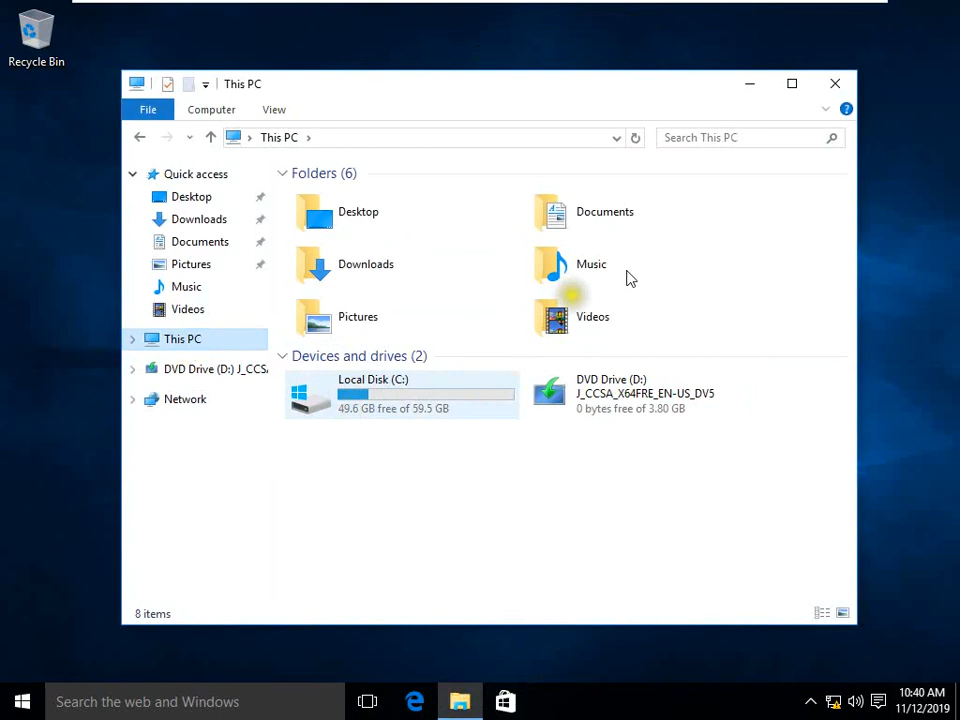 Recycle Bin
This PC
File Computer View
This PC
Search This PC
Quick access
Desktop
Downloads
Documents
Pictures
Music
Videos
This PC
DVD Drive (D:) J_CCSA
Network
Folders (6)
Desktop
Documents
Downloads
Music
Pictures
Videos
Devices and drives (2)
Local Disk (C:)
49.6 GB free of 59.5 GB
DVD Drive (D:)
J_CCSA_X64FRE_EN-US_DV5
0 bytes free of 3.80 GB
8 items
Search the web and Windows
10:40 AM
11/12/2019